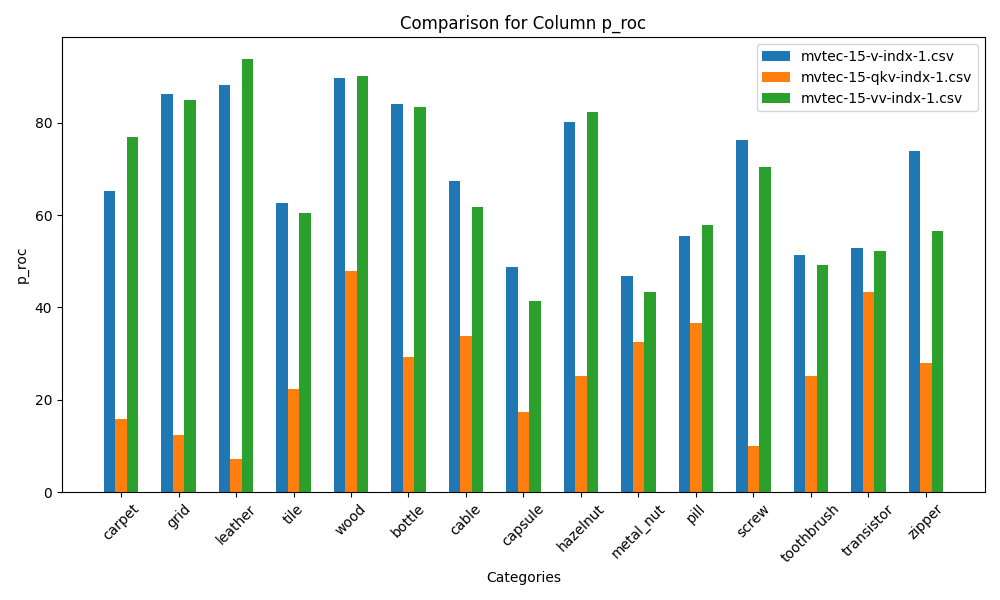 Comparison for Column p_roc
mvtec-15-v-indx-1.csv
mvtec-15-qkv-indx-1.csv
mvtec-15-vv-indx-1.csv
p_roc
80
60
40
20
0
carpet
grid
leather
tile
wood
bottle
cable
capsule
hazelnut
metal_nut
pill
screw
toothbrush
transistor
zipper
Categories